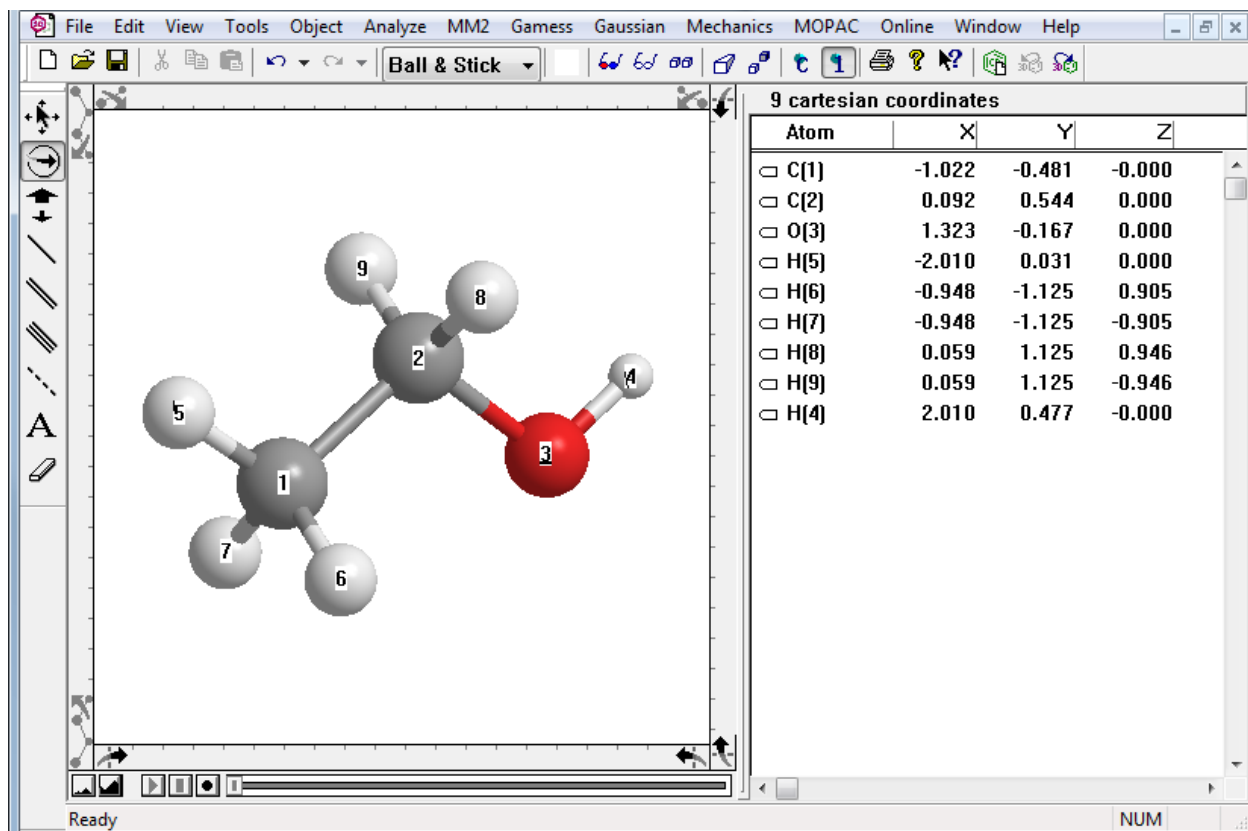 File Edit View Tools Object Analyze MM2 Gamess Gaussian Mechanics MOPAC Online Window Help
Ball & Stick
9 cartesian coordinates
Atom X Y Z
C(1) -1.022 -0.481 -0.000
C(2) 0.092 0.544 0.000
O(3) 1.323 -0.167 0.000
H(5) -2.010 0.031 0.000
H(6) -0.948 -1.125 0.905
H(7) -0.948 -1.125 -0.905
H(8) 0.059 1.125 0.946
H(9) 0.059 1.125 -0.946
H(4) 2.010 0.477 -0.000
9
8
2
4
5
3
1
7
6
A
Ready NUM